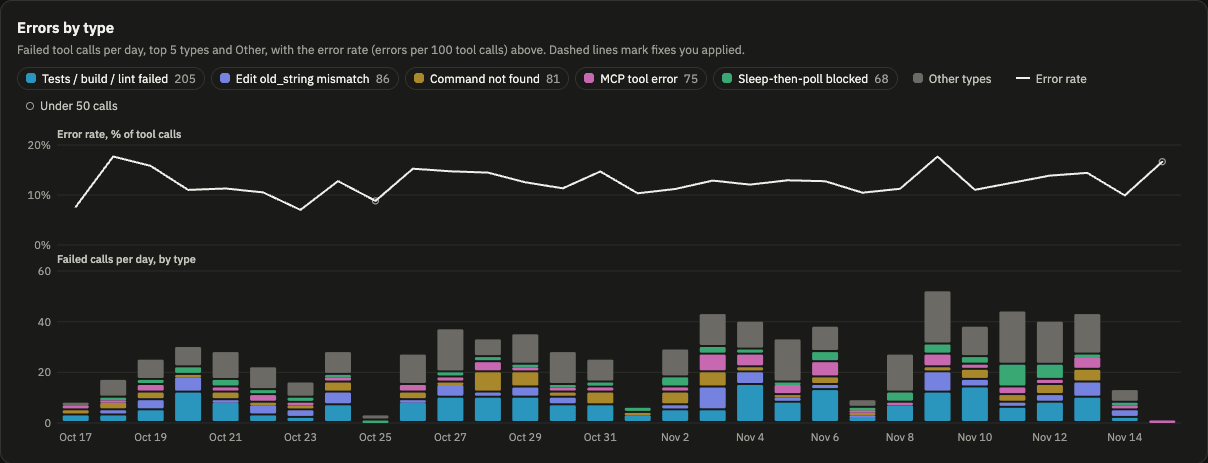 Errors by type
Failed tool calls per day, top 5 types and Other, with the error rate (errors per 100 tool calls) above. Dashed lines mark fixes you applied.
Tests / build / lint failed 205 Edit old_string mismatch 86 Command not found 81 MCP tool error 75 Sleep-then-poll blocked 68 Other types Error rate
Under 50 calls
Error rate, % of tool calls
20%
10%
0%
Failed calls per day, by type
60
40
20
0
Oct 17 Oct 19 Oct 21 Oct 23 Oct 25 Oct 27 Oct 29 Oct 31 Nov 2 Nov 4 Nov 6 Nov 8 Nov 10 Nov 12 Nov 14